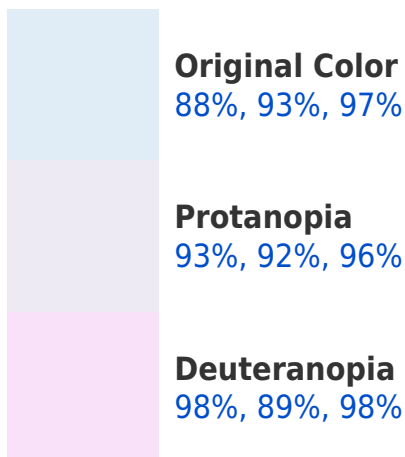 Original Color
88%, 93%, 97%
Protanopia
93%, 92%, 96%
Deuteranopia
98%, 89%, 98%